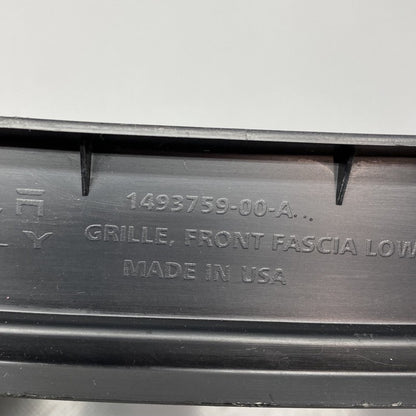 1493759-00-A...
GRILLE, FRONT FASCIA LOW
MADE IN USA